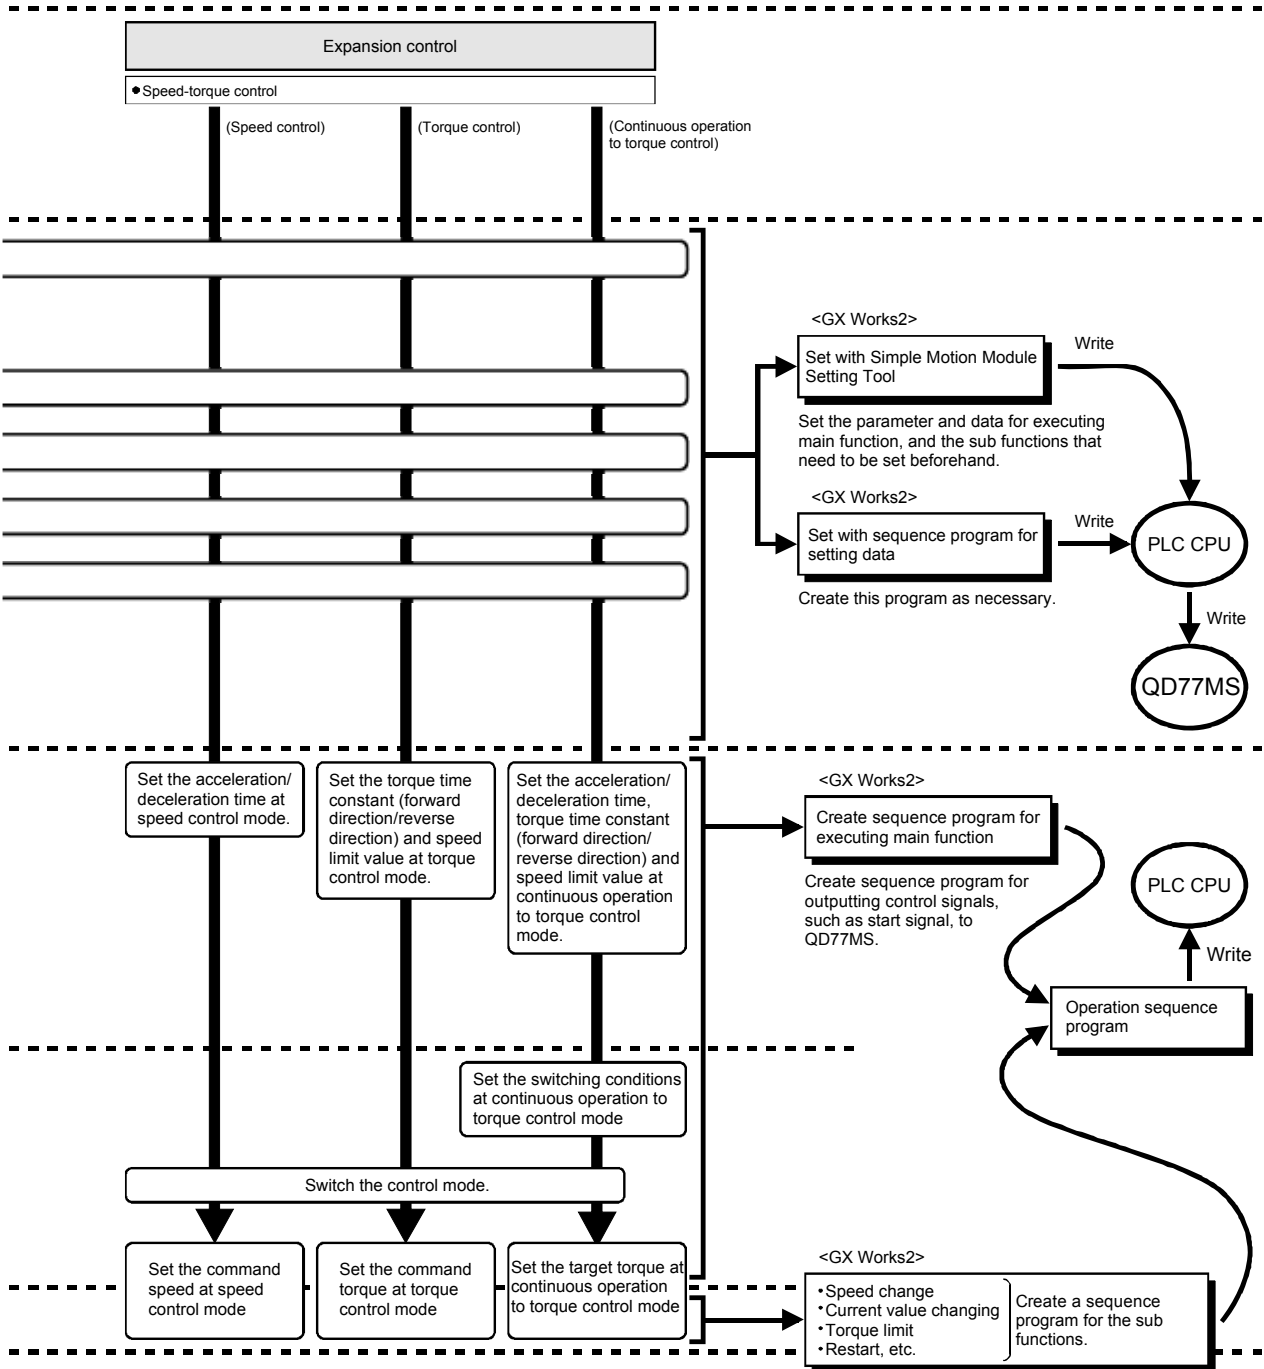 Expansion control
•Speed-torque control
(Speed control)
(Torque control)
(Continuous operation
to torque control)
<GX Works2>
Set with Simple Motion Module
Setting Tool
Write
Set the parameter and data for executing
main function, and the sub functions that
need to be set beforehand.
<GX Works2>
Set with sequence program for
setting data
Write
PLC CPU
Create this program as necessary.
Write
QD77MS
Set the acceleration/
deceleration time at
speed control mode.
Set the torque time
constant (forward
direction/reverse
direction) and speed
limit value at torque
control mode.
Set the acceleration/
deceleration time,
torque time constant
(forward direction/
reverse direction) and
speed limit value at
continuous operation
to torque control
mode.
<GX Works2>
Create sequence program for
executing main function
Create sequence program for
outputting control signals,
such as start signal, to
QD77MS.
PLC CPU
Write
Operation sequence
program
Set the switching conditions
at continuous operation to
torque control mode
Switch the control mode.
Set the command
speed at speed
control mode
Set the command
torque at torque
control mode
Set the target torque at
continuous operation
to torque control mode
<GX Works2>
•Speed change
•Current value changing
•Torque limit
•Restart, etc.
Create a sequence
program for the sub
functions.